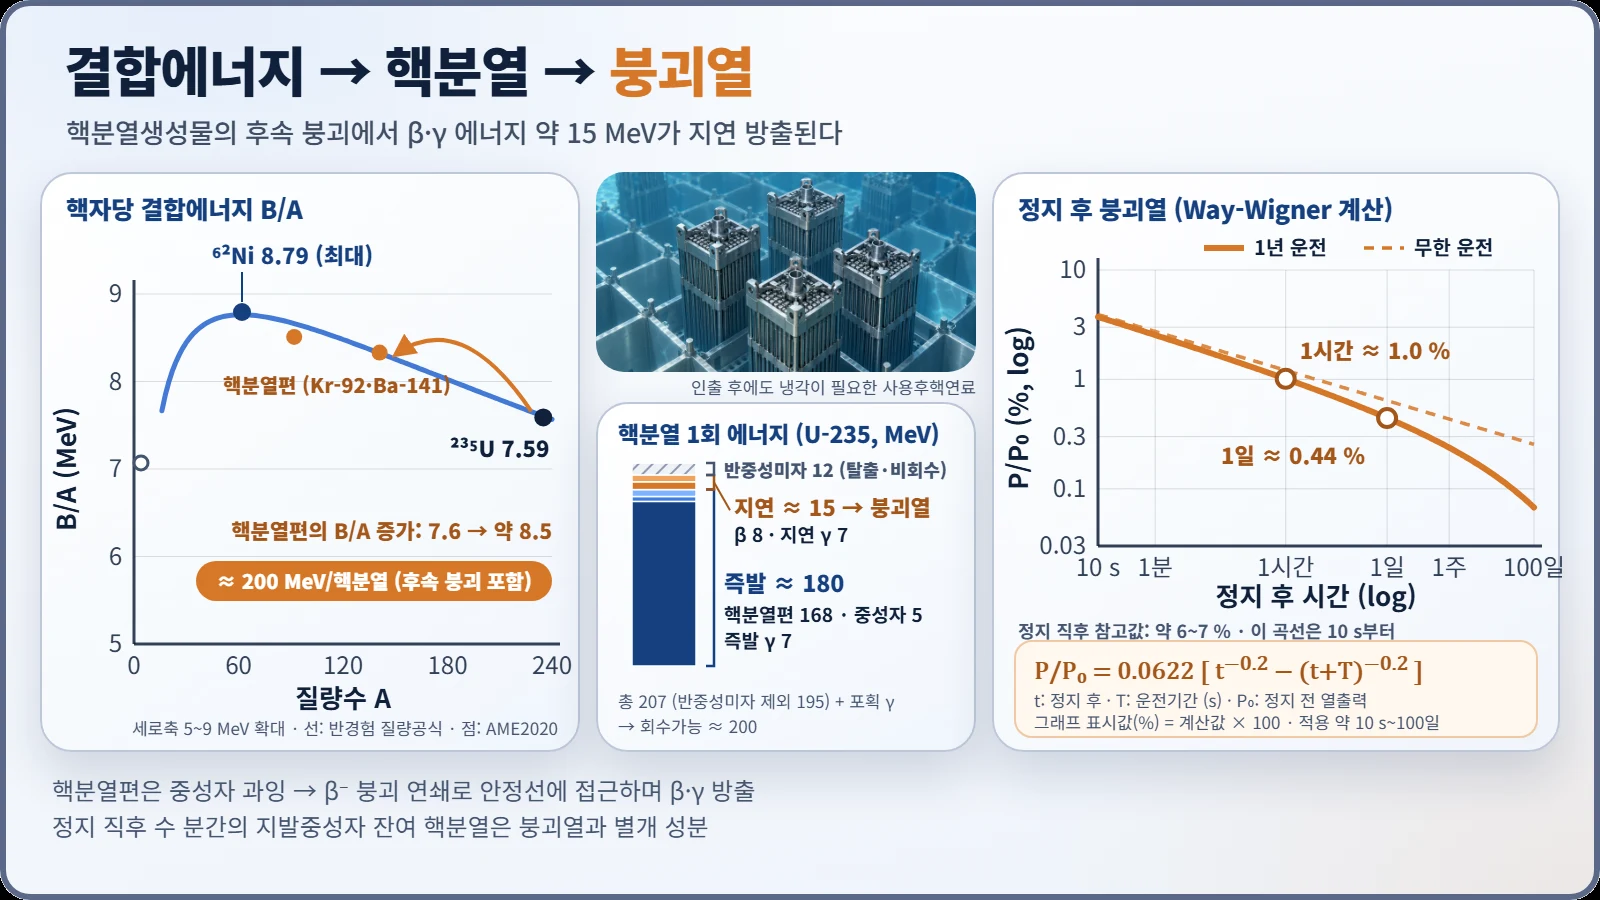 결합에너지 → 핵분열 → 붕괴열
핵분열생성물의 후속 붕괴에서 β·γ 에너지 약 15 MeV가 지연 방출된다
핵자당 결합에너지 B/A
⁶²Ni 8.79 (최대)
9
8
7
6
5
B/A (MeV)
핵분열편 (Kr-92·Ba-141)
²³⁵U 7.59
핵분열편의 B/A 증가: 7.6 → 약 8.5
≈ 200 MeV/핵분열 (후속 붕괴 포함)
0 60 120 180 240
질량수 A
세로축 5~9 MeV 확대 · 선: 반경험 질량공식 · 점: AME2020
인출 후에도 냉각이 필요한 사용후핵연료
핵분열 1회 에너지 (U-235, MeV)
반중성미자 12 (탈출·비회수)
지연 ≈ 15 → 붕괴열
β 8 · 지연 γ 7
즉발 ≈ 180
핵분열편 168 · 중성자 5
즉발 γ 7
총 207 (반중성미자 제외 195) + 포획 γ
→ 회수가능 ≈ 200
정지 후 붕괴열 (Way-Wigner 계산)
1년 운전 무한 운전
10
3
1
0.3
0.1
0.03
P/P₀ (%, log)
1시간 ≈ 1.0 %
1일 ≈ 0.44 %
10 s 1분 1시간 1일 1주 100일
정지 후 시간 (log)
정지 직후 참고값: 약 6~7 % · 이 곡선은 10 s부터
P/P₀ = 0.0622 [ t⁻⁰·² − (t+T)⁻⁰·² ]
t: 정지 후 · T: 운전기간 (s) · P₀: 정지 전 열출력
그래프 표시값(%) = 계산값 × 100 · 적용 약 10 s~100일
핵분열편은 중성자 과잉 → β⁻ 붕괴 연쇄로 안정선에 접근하며 β·γ 방출
정지 직후 수 분간의 지발중성자 잔여 핵분열은 붕괴열과 별개 성분